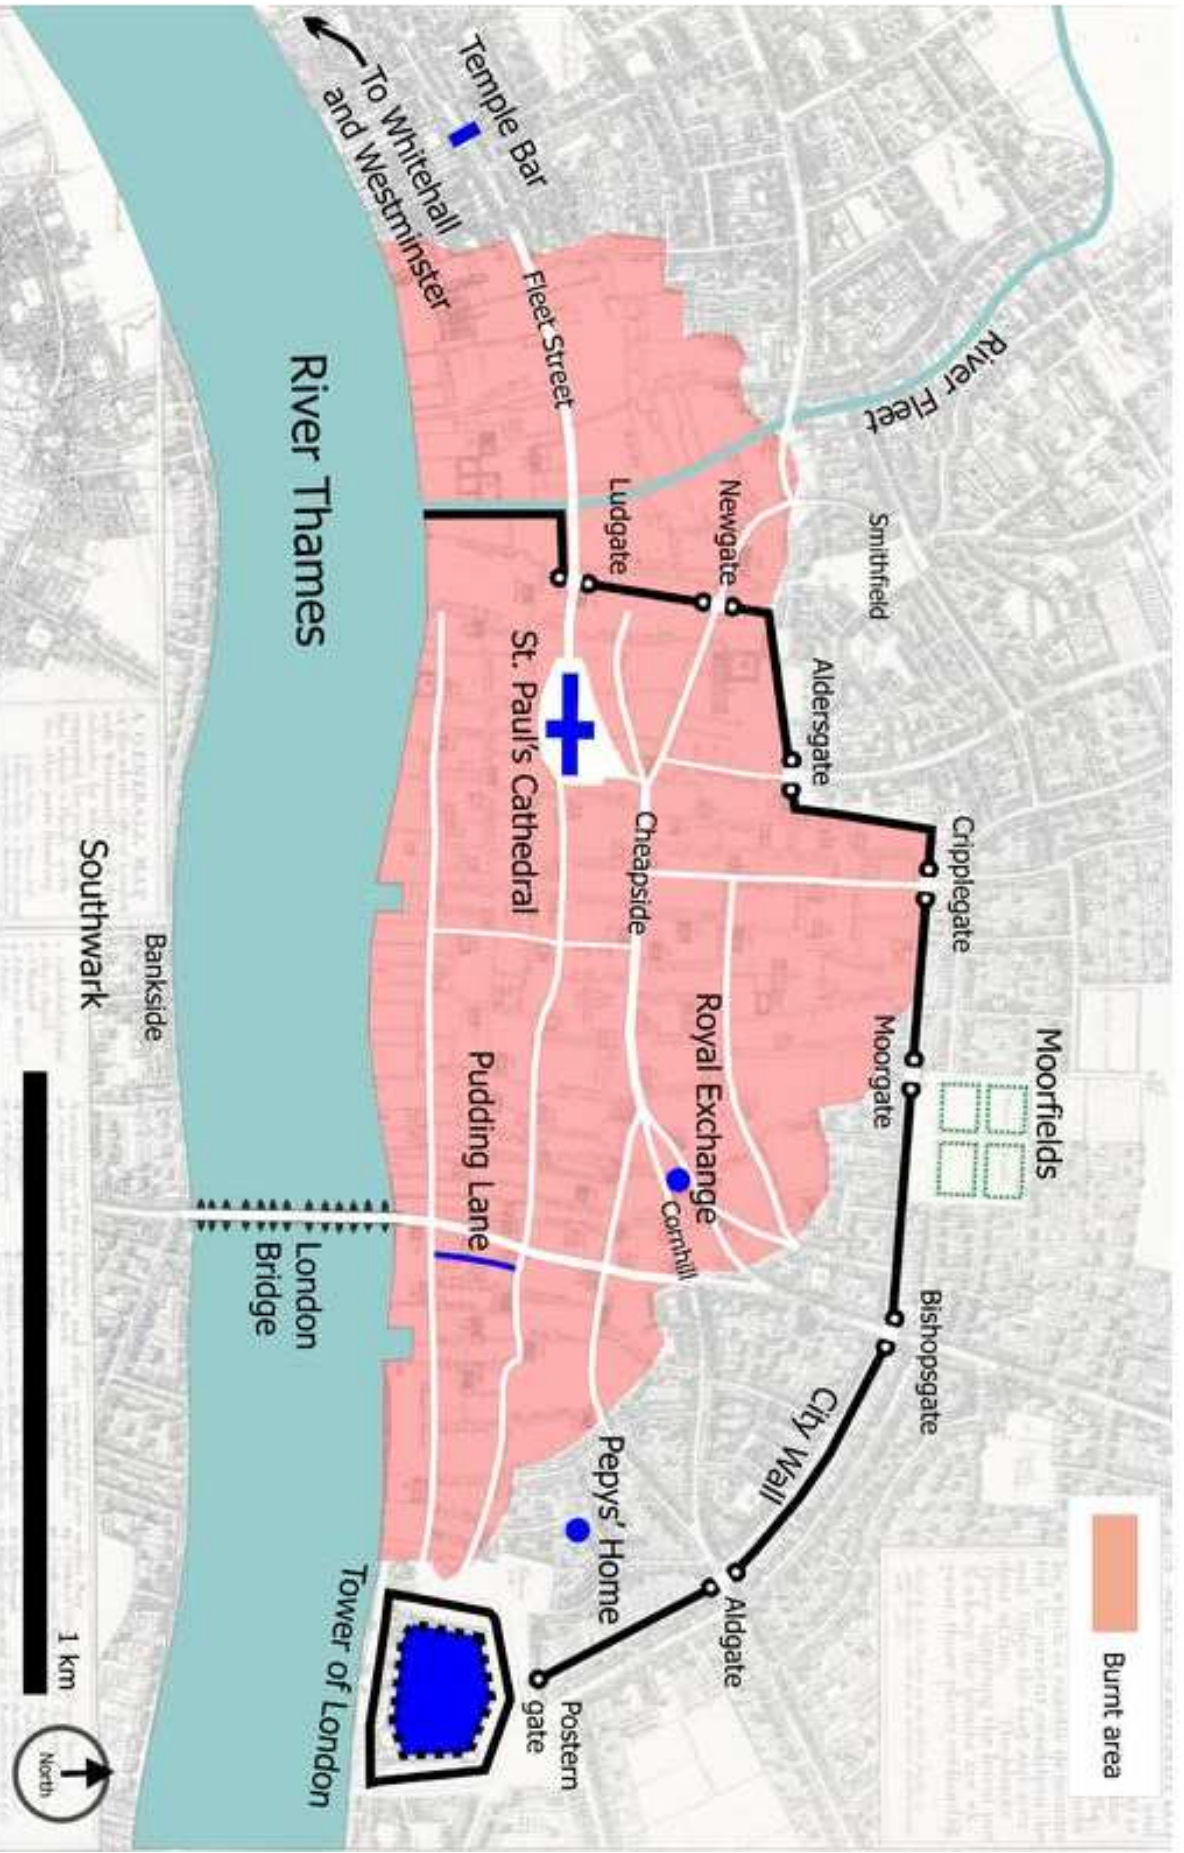 Temple Bar
To Whitehall
and Westminster
Fleet Street
River Fleet
River Thames
Ludgate
Newgate
Smithfield
Aldersgate
St. Paul's Cathedral
Cheapside
Cripplegate
Moorgate
Moorfields
Royal Exchange
Cornhill
Pudding Lane
Bishopsgate
City Wall
Aldgate
Pepys' Home
Postern
gate
Tower of London
London
Bridge
Bankside
Southwark
Burnt area
1 km
North